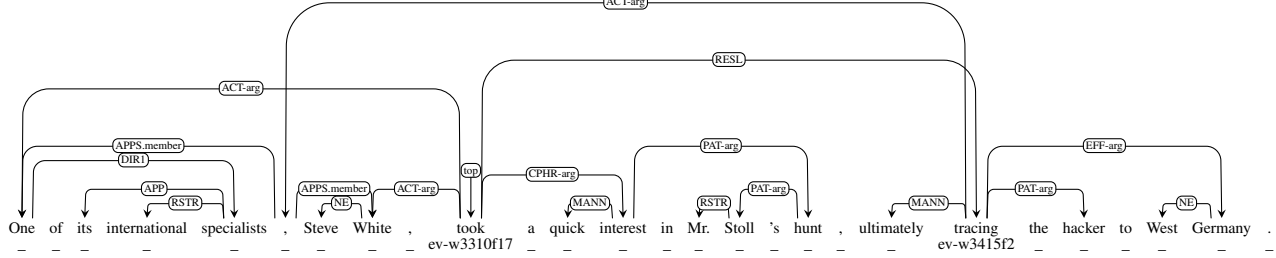 ACT-arg
RESL
ACT-arg
APPS.member PAT-arg EFF-arg
DIR1
top CPHR-arg
APP APPS.member ACT-arg PAT-arg PAT-arg
RSTR NE MANN RSTR MANN NE
One of its international specialists , Steve White , took a quick interest in Mr. Stoll 's hunt , ultimately tracing the hacker to West Germany .
_ _ _ _ _ _ _ _ _ ev-w3310f17 _ _ _ _ _ _ _ _ _ _ ev-w3415f2 _ _ _ _ _ _